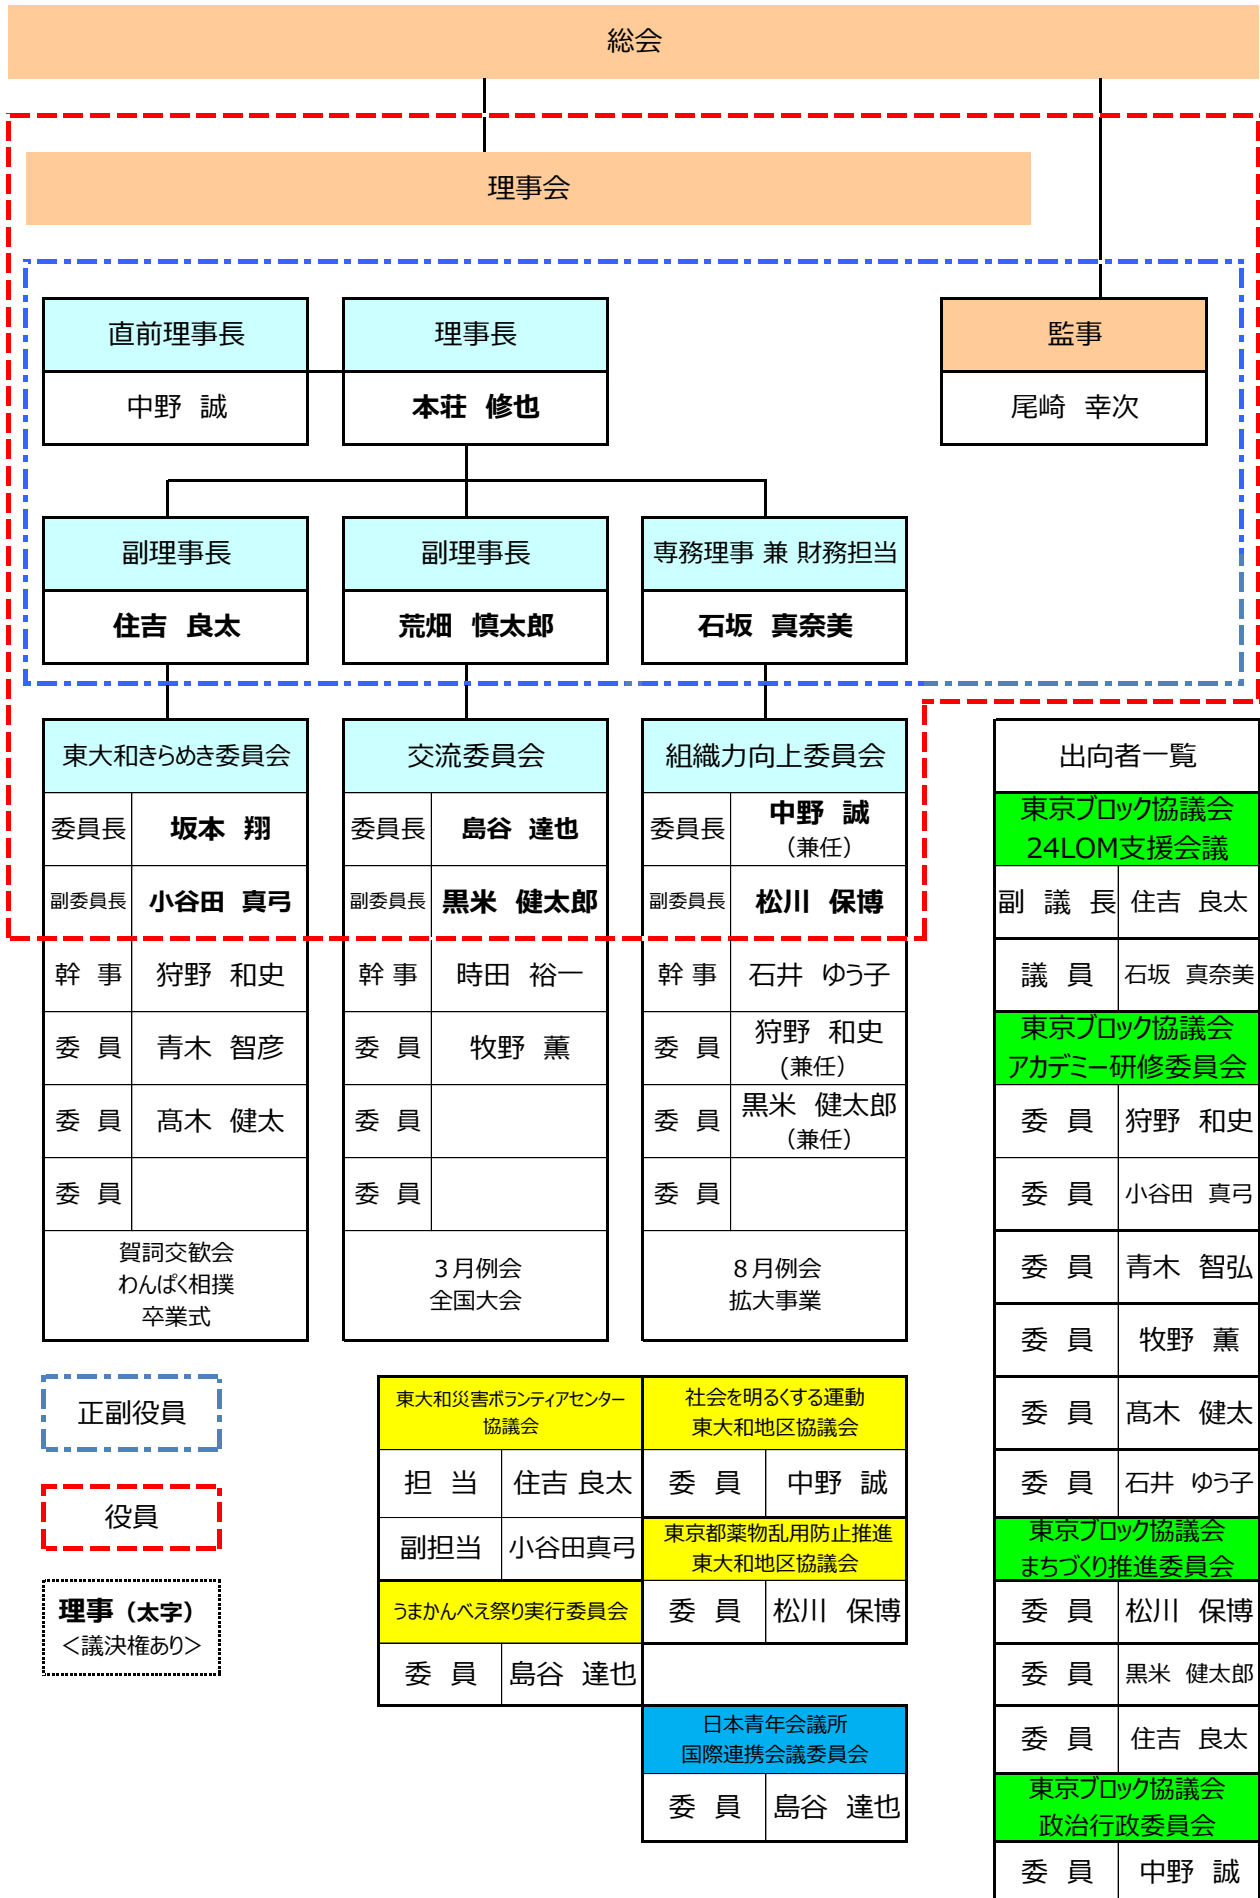 総会
理事会
直前理事長
中野 誠
理事長
本荘 修也
監事
尾崎 幸次
副理事長
住吉 良太
副理事長
荒畑 慎太郎
専務理事 兼 財務担当
石坂 真奈美
東大和きらめき委員会
委員長 坂本 翔
副委員長 小谷田 真弓
幹 事 狩野 和史
委 員 青木 智彦
委 員 髙木 健太
委 員
賀詞交歓会
わんぱく相撲
卒業式
交流委員会
委員長 島谷 達也
副委員長 黒米 健太郎
幹 事 時田 裕一
委 員 牧野 薫
委 員
委 員
3月例会
全国大会
組織力向上委員会
委員長 中野 誠
（兼任）
副委員長 松川 保博
幹 事 石井 ゆう子
委 員 狩野 和史
(兼任）
委 員 黒米 健太郎
（兼任）
委 員
8月例会
拡大事業
出向者一覧
東京ブロック協議会
24LOM支援会議
副 議 長 住吉 良太
議 員 石坂 真奈美
東京ブロック協議会
アカデミー研修委員会
委 員 狩野 和史
委 員 小谷田 真弓
委 員 青木 智弘
委 員 牧野 薫
委 員 髙木 健太
委 員 石井 ゆう子
東京ブロック協議会
まちづくり推進委員会
委 員 松川 保博
委 員 黒米 健太郎
委 員 住吉 良太
東京ブロック協議会
政治行政委員会
委 員 中野 誠
正副役員
役員
理事（太字）
＜議決権あり＞
東大和災害ボランティアセンター
協議会
担 当 住吉 良太
副担当 小谷田真弓
うまかんべえ祭り実行委員会
委 員 島谷 達也
社会を明るくする運動
東大和地区協議会
委 員 中野 誠
東京都薬物乱用防止推進
東大和地区協議会
委 員 松川 保博
日本青年会議所
国際連携会議委員会
委 員 島谷 達也